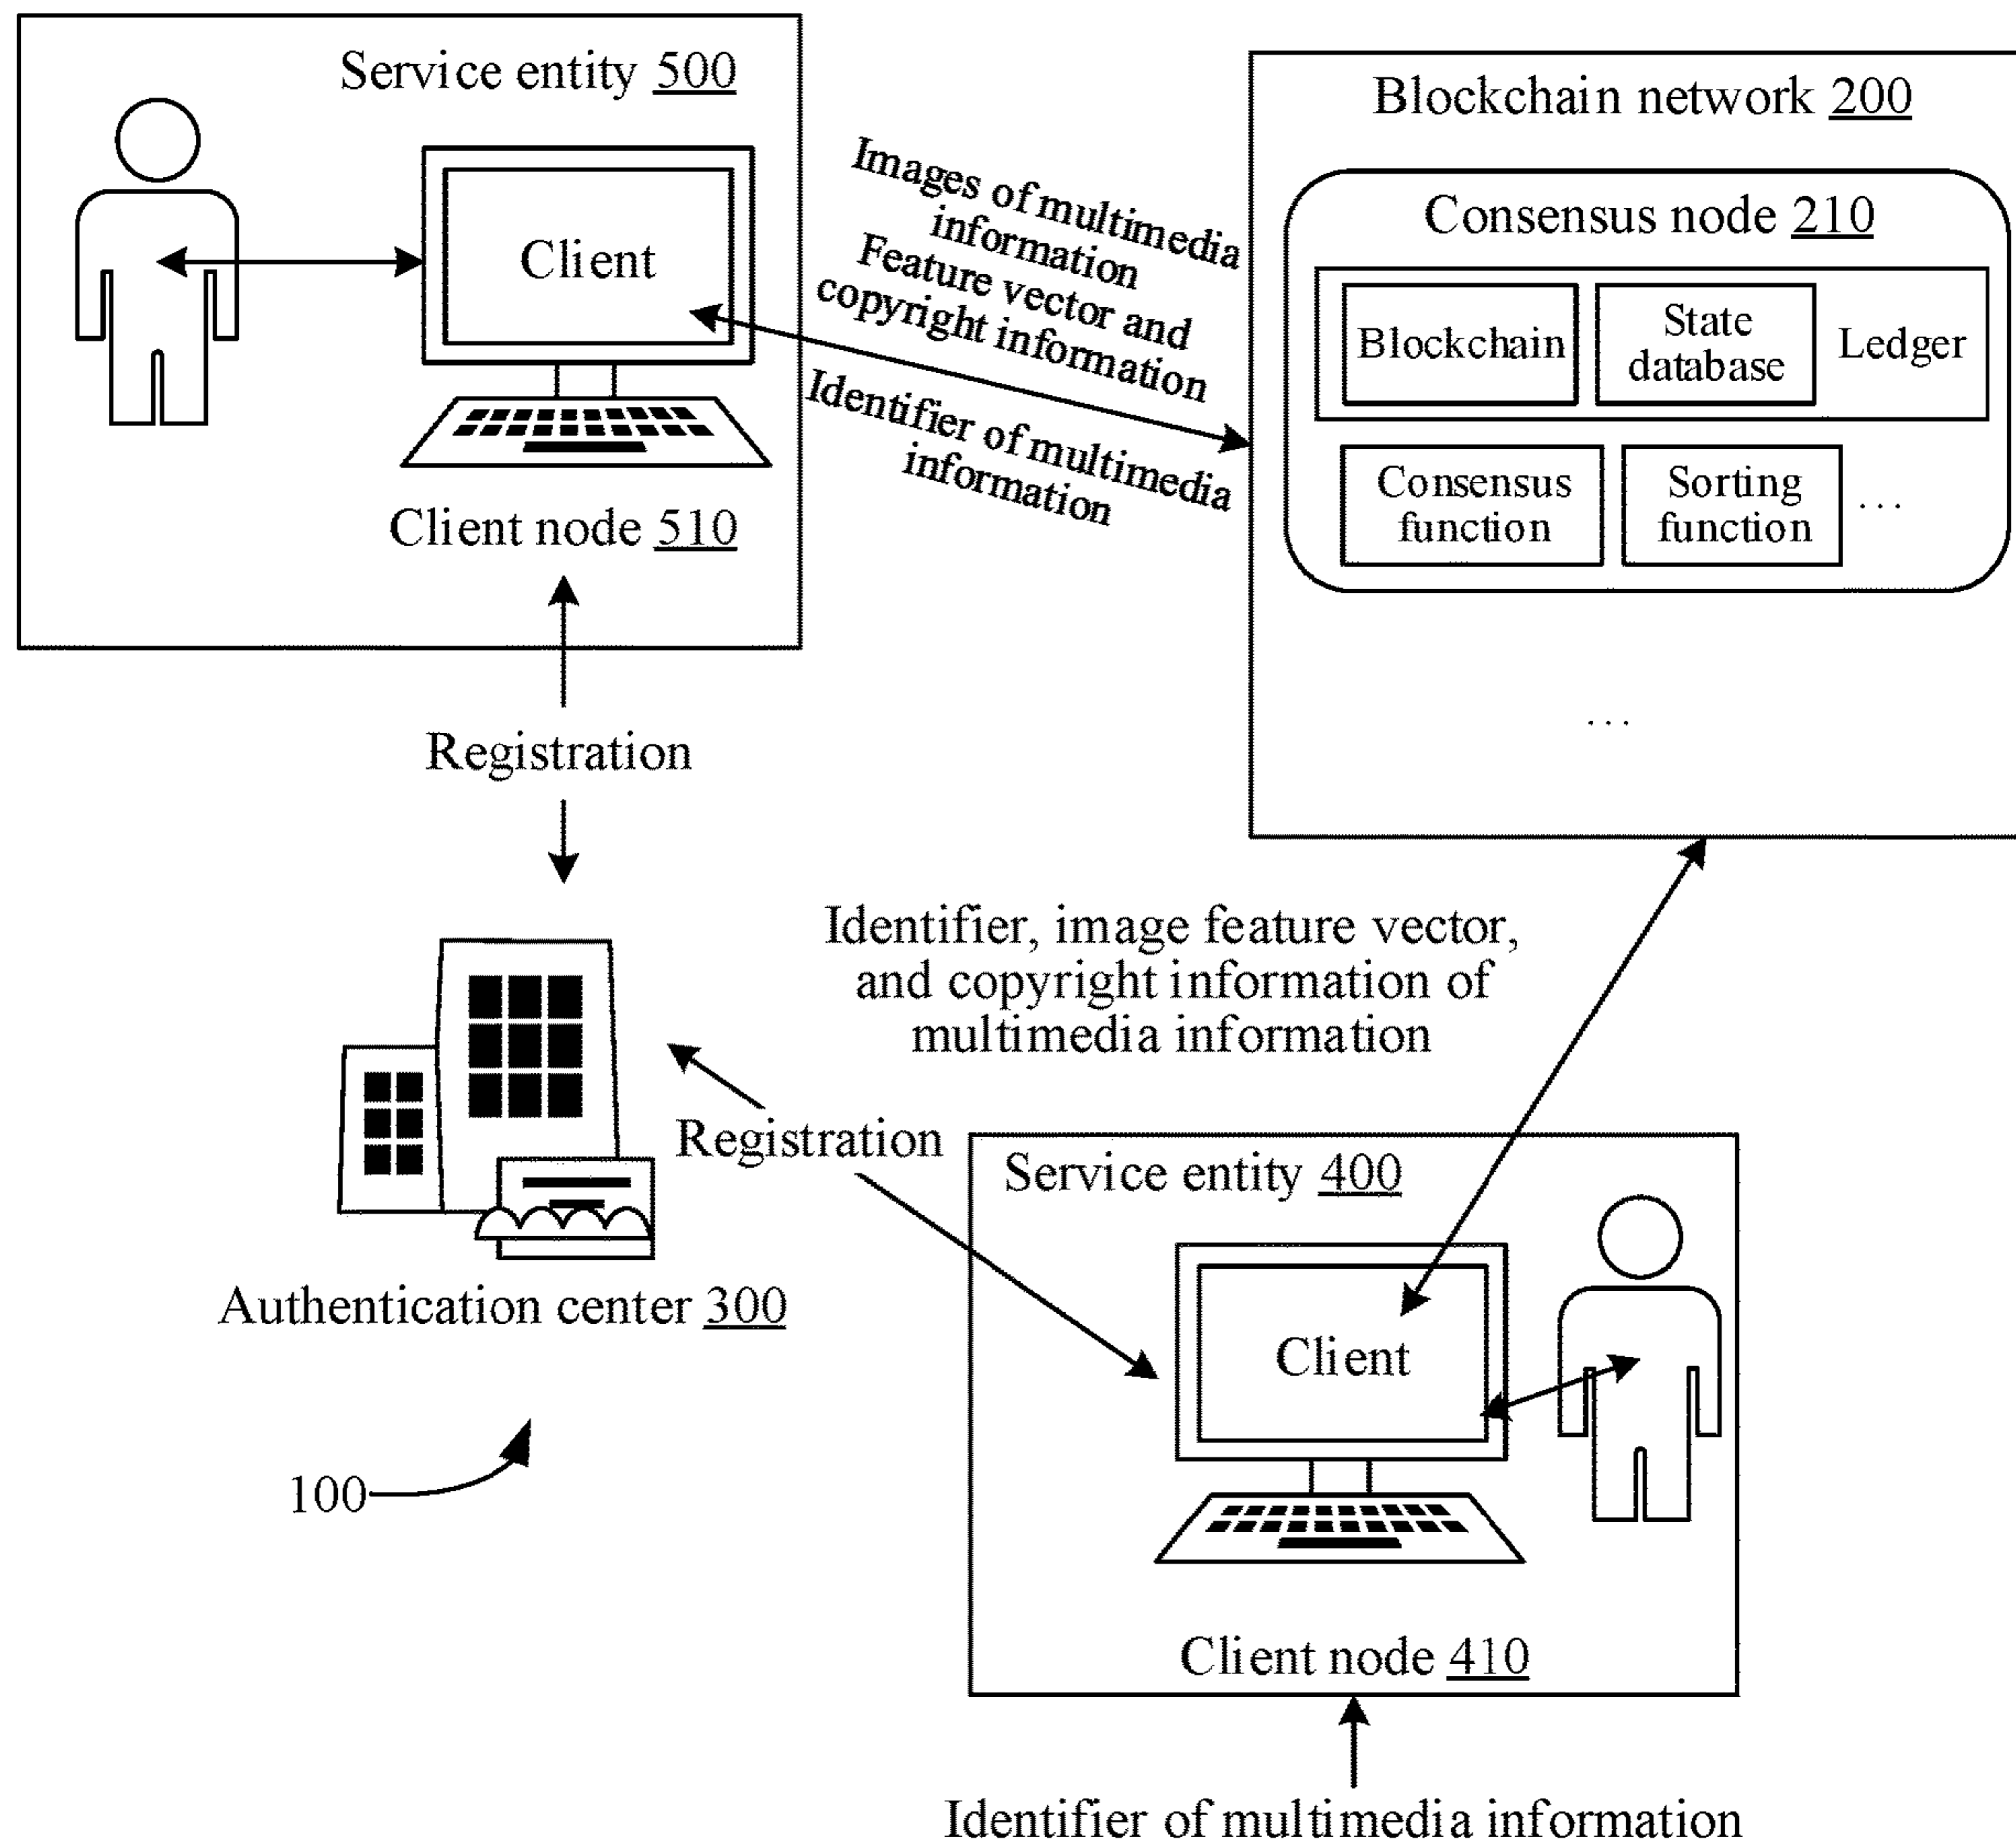 Service entity 500
Client
Client node 510
Images of multimedia
information
Feature vector and
copyright information
Identifier of multimedia
information
Blockchain network 200
Consensus node 210
Blockchain
State
database
Ledger
Consensus
function
Sorting
function
...
...
Registration
Authentication center 300
Identifier, image feature vector,
and copyright information of
multimedia information
Registration
Service entity 400
Client
Client node 410
100
Identifier of multimedia information